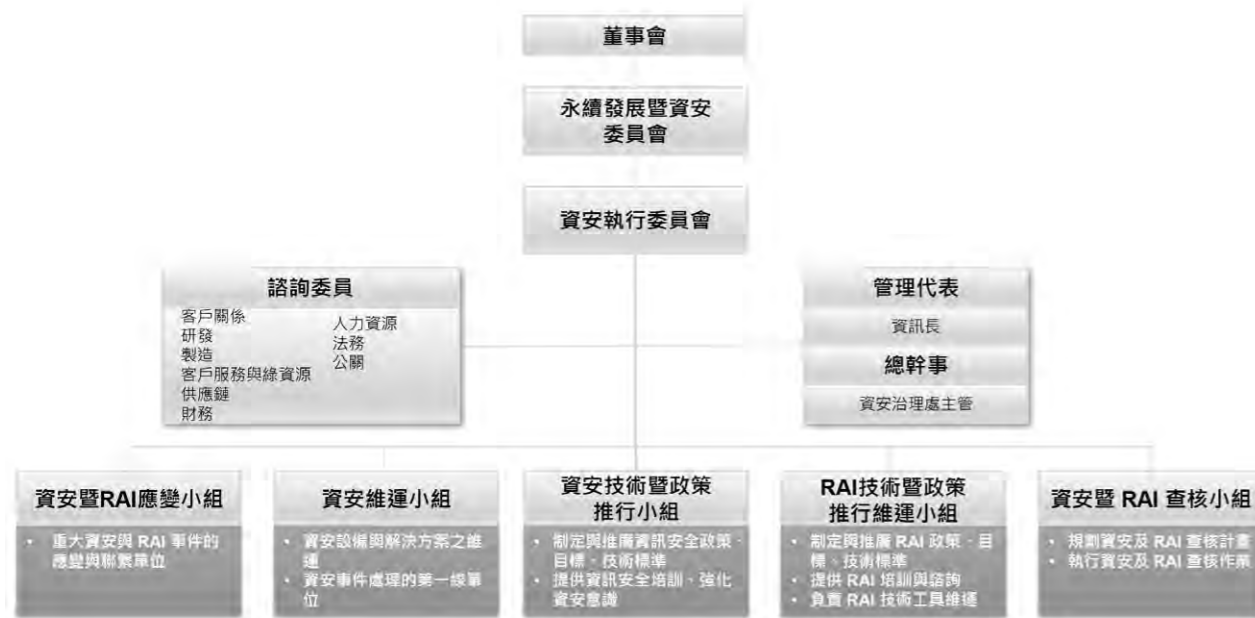 董事會
永續發展暨資安
委員會
資安執行委員會
諮詢委員
客戶關係
研發
製造
客戶服務與綠資源
供應鏈
財務
人力資源
法務
公關
管理代表
資訊長
總幹事
資安治理處主管
資安暨RAI應變小組
• 重大資安與 RAI 事件的
應變與聯繫單位
資安維運小組
• 資安設備與解決方案之維
運
• 資安事件處理的第一線單
位
資安技術暨政策
推行小組
• 制定與推廣資訊安全政策、
目標、技術標準
• 提供資訊安全培訓、強化
資安意識
RAI技術暨政策
推行維運小組
• 制定與推廣 RAI 政策、目
標、技術標準
• 提供 RAI 培訓與諮詢
• 負責 RAI 技術工具維運
資安暨 RAI 查核小組
• 規劃資安及 RAI 查核計畫
• 執行資安及 RAI 查核作業